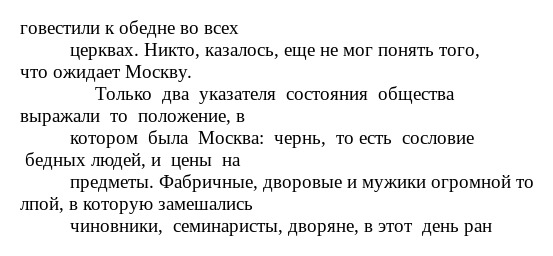 говестили к обедне во всех
церквах. Никто, казалось, еще не мог понять того,
что ожидает Москву.
Только два указателя состояния общества
выражали то положение, в
котором была Москва: чернь, то есть сословие
бедных людей, и цены на
предметы. Фабричные, дворовые и мужики огромной то
лпой, в которую замешались
чиновники, семинаристы, дворяне, в этот день ран